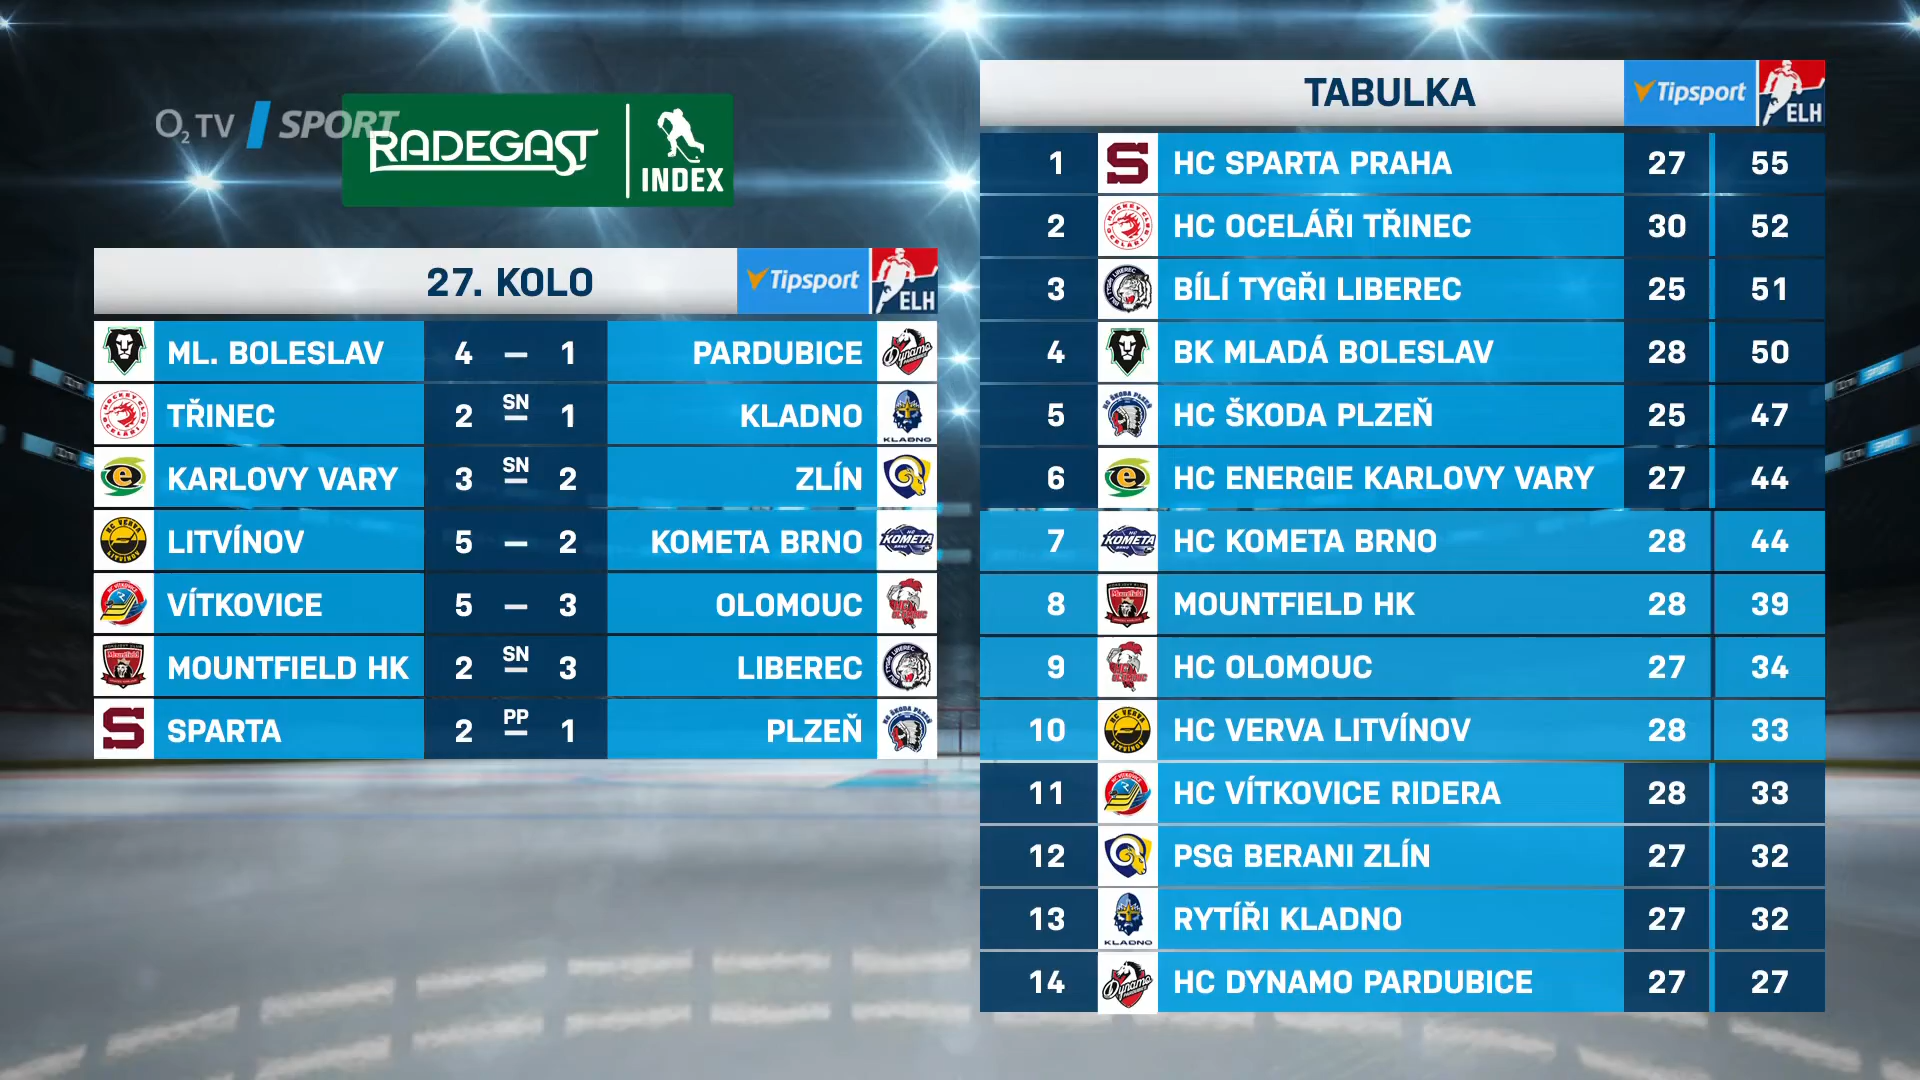 O2 TV SPORT
RADEGAST INDEX
27. KOLO Tipsport ELH
ML. BOLESLAV 4 – 1 PARDUBICE
TŘINEC 2 SN – 1 KLADNO
KARLOVY VARY 3 SN – 2 ZLÍN
LITVÍNOV 5 – 2 KOMETA BRNO
VÍTKOVICE 5 – 3 OLOMOUC
MOUNTFIELD HK 2 SN – 3 LIBEREC
SPARTA 2 PP – 1 PLZEŇ
TABULKA Tipsport ELH
1 HC SPARTA PRAHA 27 55
2 HC OCELÁŘI TŘINEC 30 52
3 BÍLÍ TYGŘI LIBEREC 25 51
4 BK MLADÁ BOLESLAV 28 50
5 HC ŠKODA PLZEŇ 25 47
6 HC ENERGIE KARLOVY VARY 27 44
7 HC KOMETA BRNO 28 44
8 MOUNTFIELD HK 28 39
9 HC OLOMOUC 27 34
10 HC VERVA LITVÍNOV 28 33
11 HC VÍTKOVICE RIDERA 28 33
12 PSG BERANI ZLÍN 27 32
13 RYTÍŘI KLADNO 27 32
14 HC DYNAMO PARDUBICE 27 27